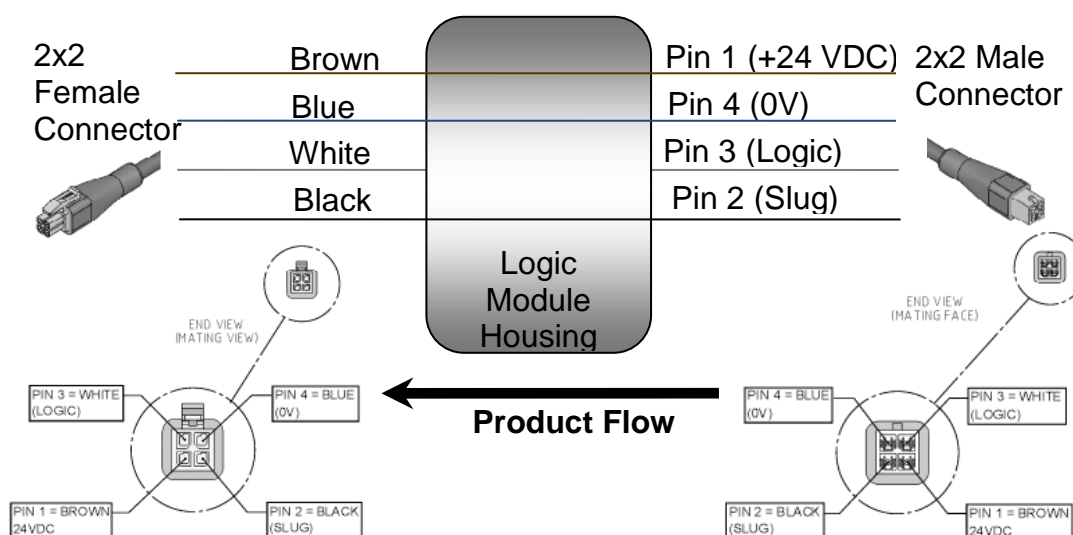 2x2
Female
Connector
Brown
Blue
White
Black
Pin 1 (+24 VDC)
Pin 4 (0V)
Pin 3 (Logic)
Pin 2 (Slug)
2x2 Male
Connector
Logic
Module
Housing
END VIEW
(MATING VIEW)
END VIEW
(MATING FACE)
Product Flow
PIN 3 = WHITE
(LOGIC)
PIN 4 = BLUE
(0V)
PIN 1 = BROWN
24VDC
PIN 2 = BLACK
(SLUG)
PIN 4 = BLUE
(0V)
PIN 3 = WHITE
(LOGIC)
PIN 2 = BLACK
(SLUG)
PIN 1 = BROWN
24VDC